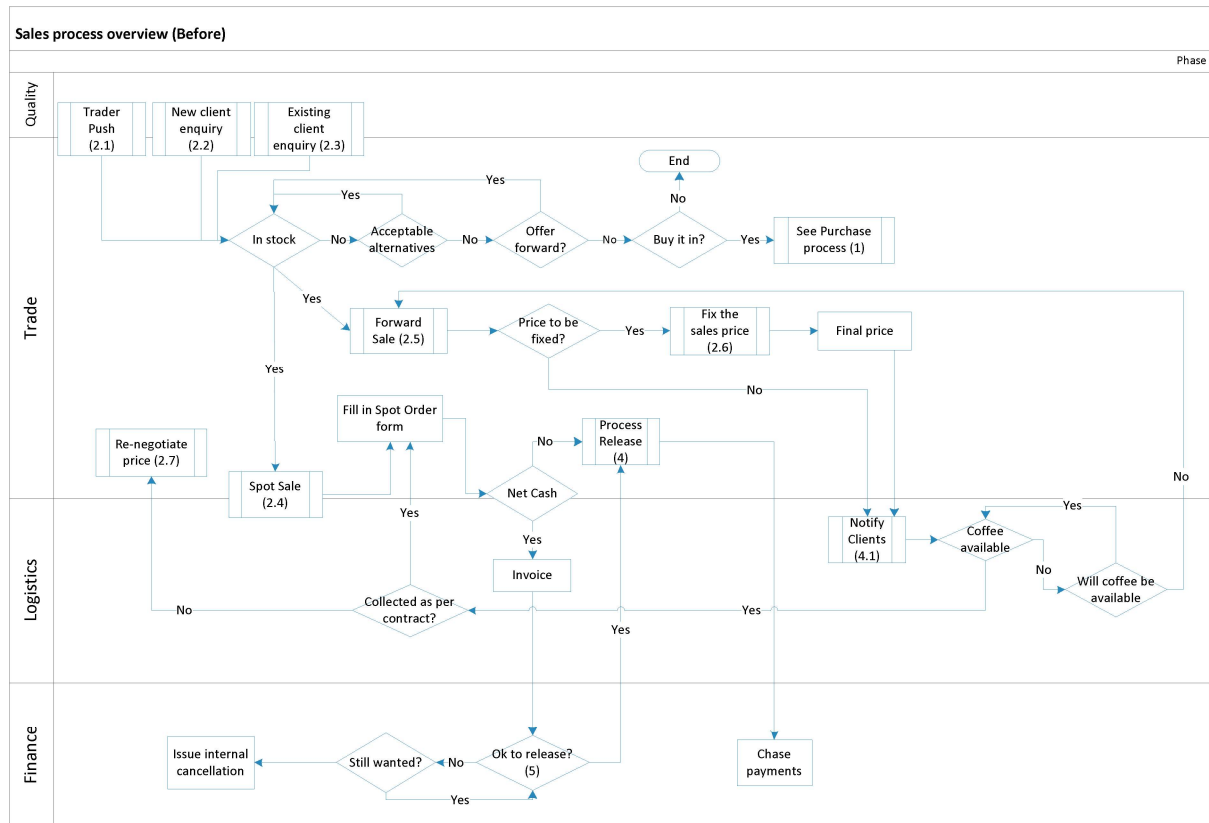 Sales process overview (Before)
Phase
Quality
Trader
Push
(2.1)
New client
enquiry
(2.2)
Existing
client
enquiry (2.3)
Trade
End
Yes
Yes
No
In stock
No
Acceptable
alternatives
No
Offer
forward?
No
Buy it in?
Yes
See Purchase
process (1)
Yes
Forward
Sale (2.5)
Price to be
fixed?
Yes
Fix the
sales price
(2.6)
Final price
Yes
No
Fill in Spot Order
form
Re-negotiate
price (2.7)
No
Process
Release
(4)
Spot Sale
(2.4)
Net Cash
No
Logistics
Yes
Yes
Yes
Notify
Clients
(4.1)
Coffee
available
No
Will coffee be
available
Invoice
No
Collected as per
contract?
Yes
Yes
Finance
Issue internal
cancellation
Still wanted?
No
Ok to release?
(5)
Yes
Chase
payments